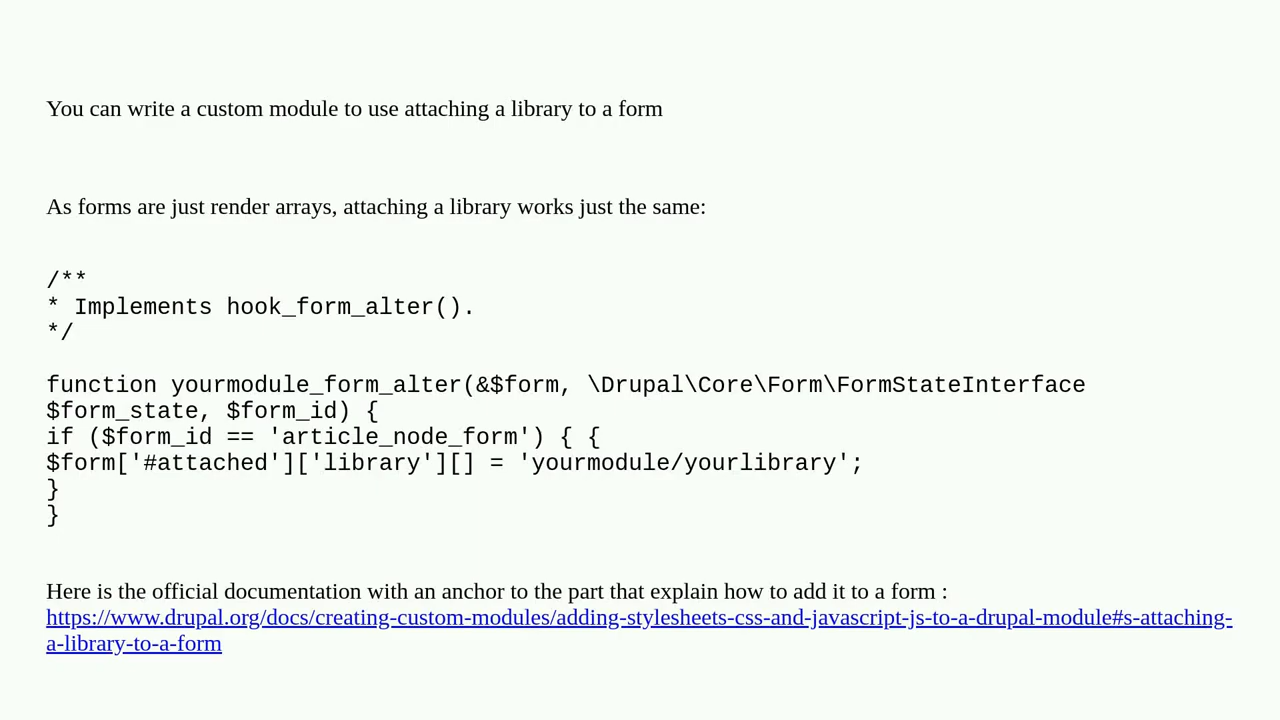 You can write a custom module to use attaching a library to a form
As forms are just render arrays, attaching a library works just the same:
/**
* Implements hook_form_alter().
*/
function yourmodule_form_alter(&$form, \Drupal\Core\Form\FormStateInterface
$form_state, $form_id) {
if ($form_id == 'article_node_form') { {
$form['#attached']['library'][] = 'yourmodule/yourlibrary';
}
}
Here is the official documentation with an anchor to the part that explain how to add it to a form :
https://www.drupal.org/docs/creating-custom-modules/adding-stylesheets-css-and-javascript-js-to-a-drupal-module#s-attaching-
a-library-to-a-form